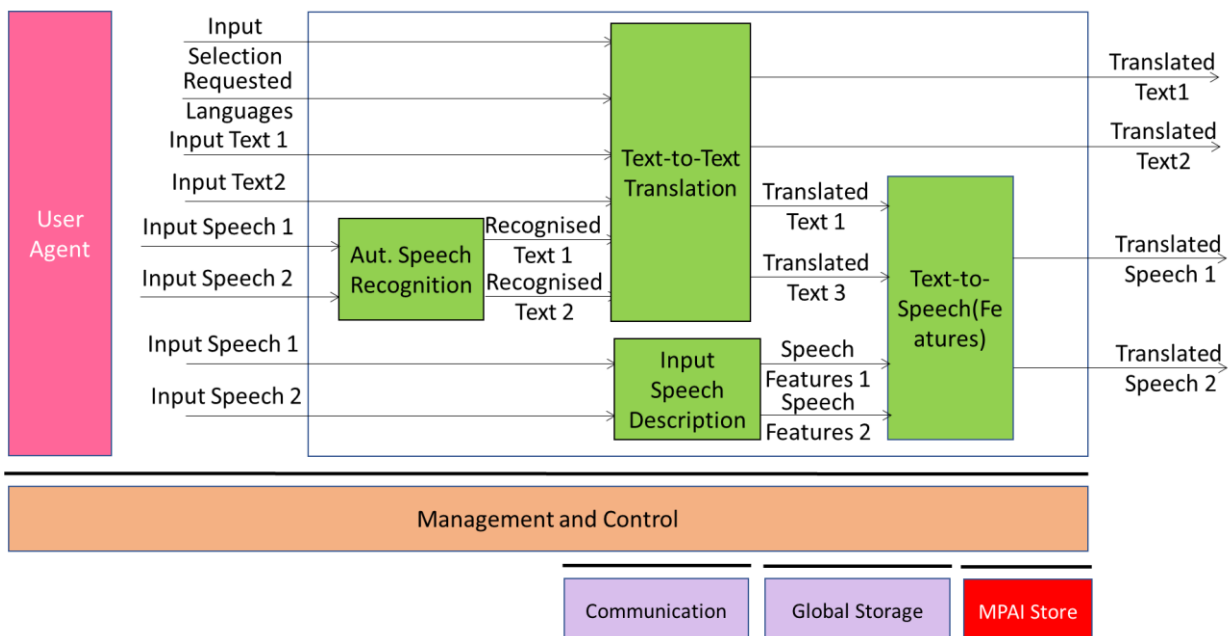 User
Agent
Input
Selection
Requested
Languages
Input Text 1
Input Text2
Input Speech 1
Input Speech 2
Input Speech 1
Input Speech 2
Aut. Speech
Recognition
Recognised
Text 1
Recognised
Text 2
Text-to-Text
Translation
Input
Speech
Description
Translated
Text 1
Translated
Text 3
Speech
Features 1
Speech
Features 2
Text-to-
Speech(Fe
atures)
Translated
Text1
Translated
Text2
Translated
Speech 1
Translated
Speech 2
Management and Control
Communication
Global Storage
MPAI Store